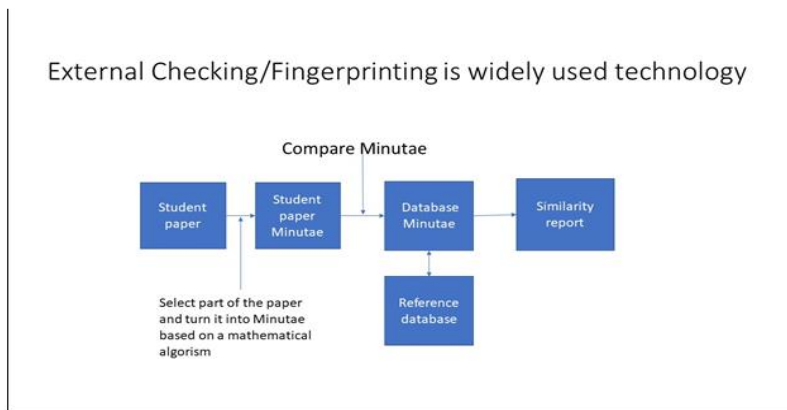 External Checking/Fingerprinting is widely used technology
Compare Minutae
Student
paper
Student
paper
Minutae
Database
Minutae
Similarity
report
Select part of the paper
and turn it into Minutae
based on a mathematical
algorism
Reference
database